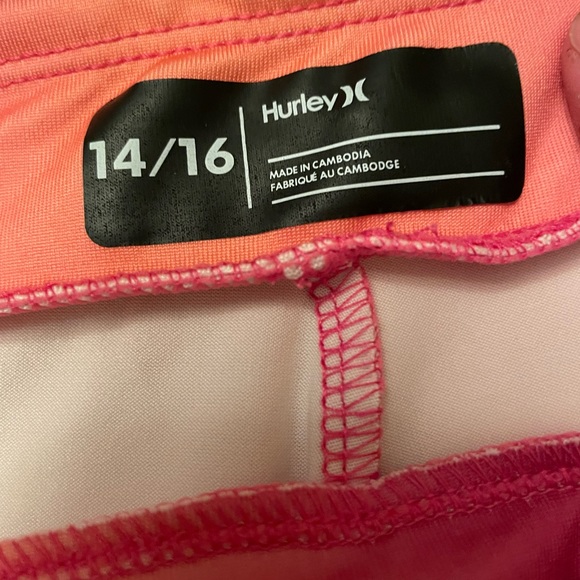 Hurley
14/16
MADE IN CAMBODIA
FABRIQUÉ AU CAMBODGE